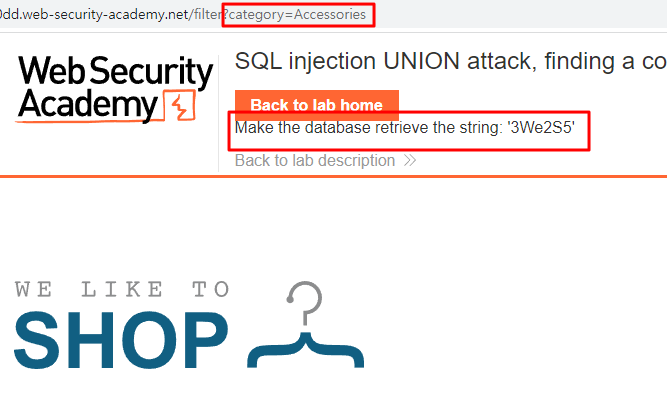 0dd.web-security-academy.net/filter?category=Accessories
Web Security
Academy
SQL injection UNION attack, finding a co
Back to lab home
Make the database retrieve the string: '3We2S5'
Back to lab description
WE LIKE TO
SHOP